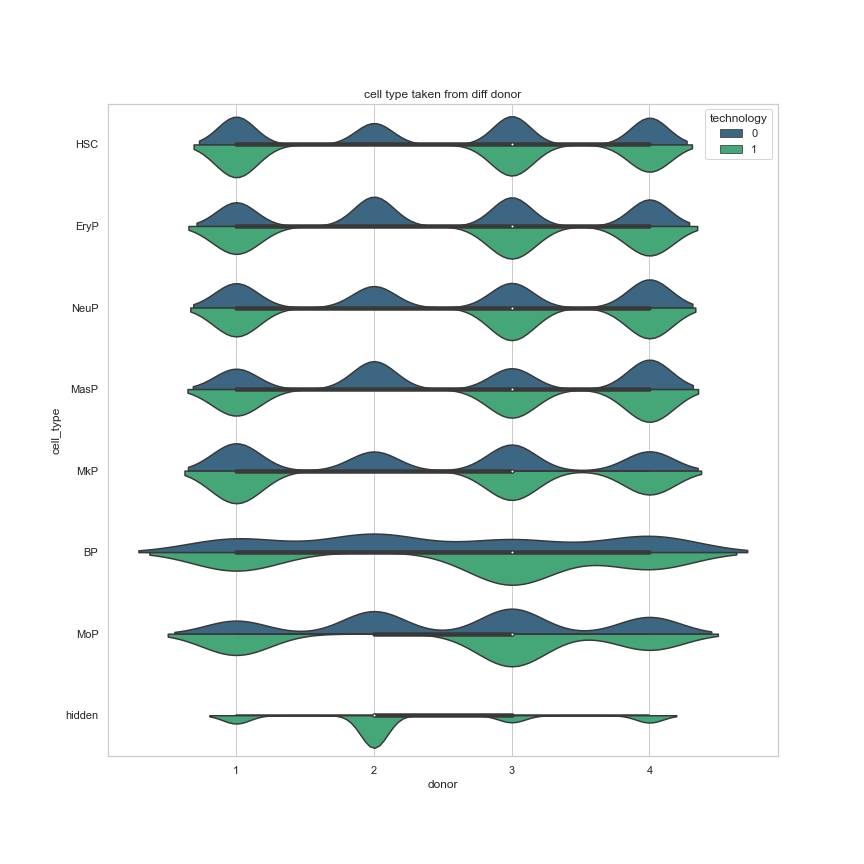 cell type taken from diff donor
technology
0
1
HSC
EryP
NeuP
MasP
MkP
BP
MoP
hidden
cell_type
1 2 3 4
donor